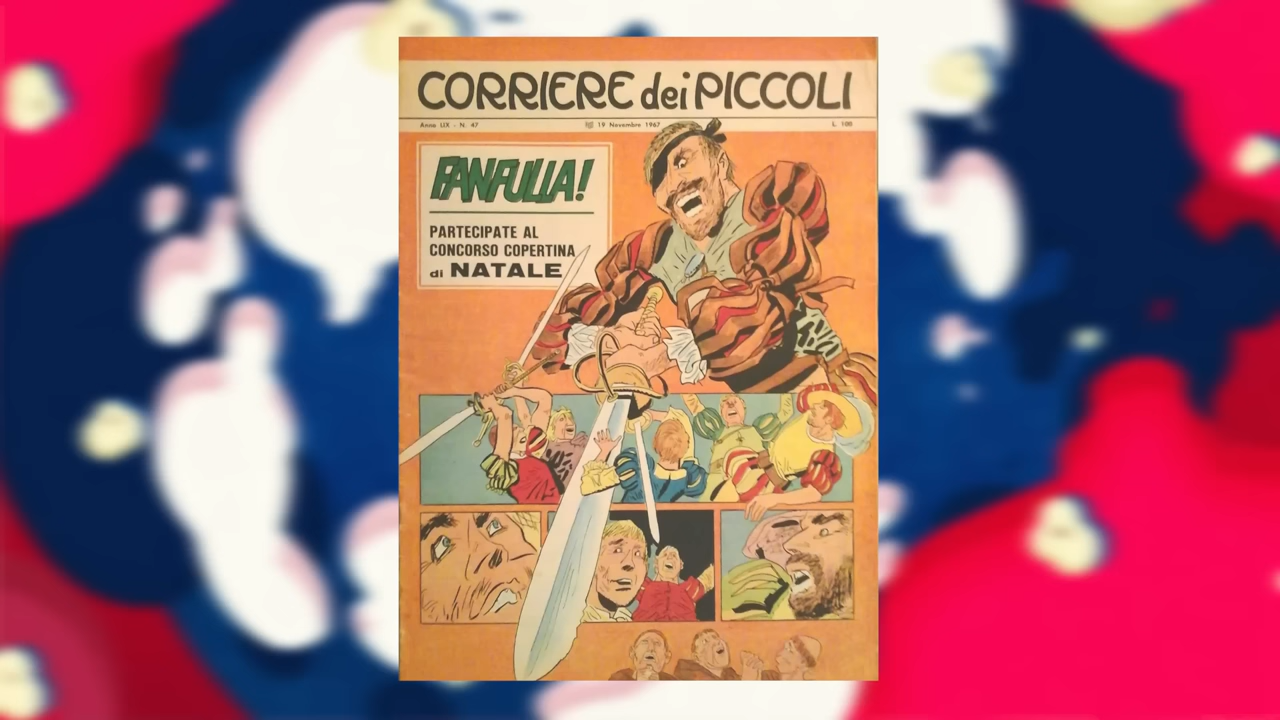 CORRIERE dei PICCOLI
Anno LIX - N. 47
19 Novembre 1967
L. 100
FANFULLA!
PARTECIPATE AL
CONCORSO COPERTINA
di NATALE